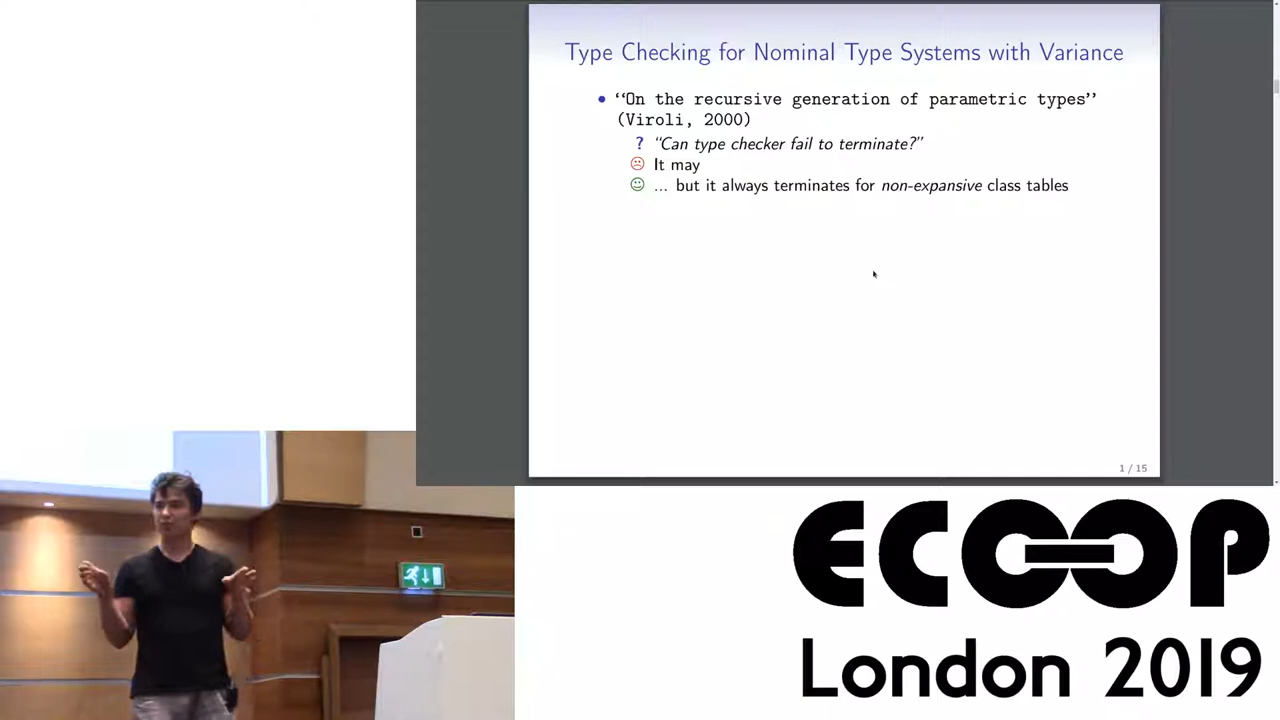 Type Checking for Nominal Type Systems with Variance
• “On the recursive generation of parametric types”
(Viroli, 2000)
? “Can type checker fail to terminate?”
☹ It may
☺ ... but it always terminates for non-expansive class tables
1 / 15
ECOOP
London 2019